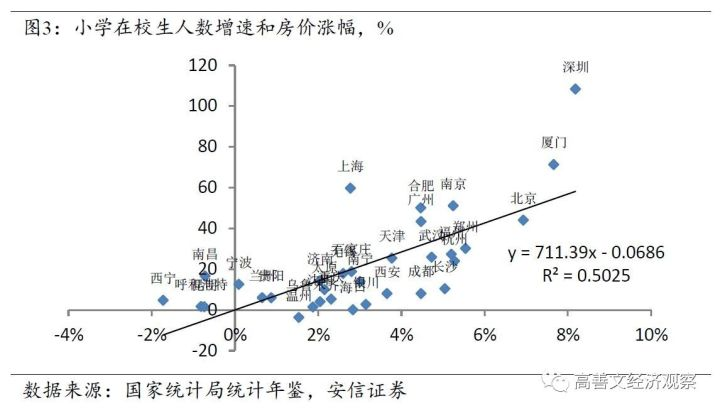 图3：小学在校生人数增速和房价涨幅，%
120
深圳
100
80
厦门
上海
60
合肥 南京
广州
北京
40
郑州
武汉
天津
杭州
y = 711.39x - 0.0686
R² = 0.5025
石家庄
济南
南宁
太原
长沙
成都
西安
20
南昌
宁波
西宁
温州
0
-4% -2% 0% 2% 4% 6% 8% 10%
-20
数据来源：国家统计局统计年鉴，安信证券
高善文经济观察